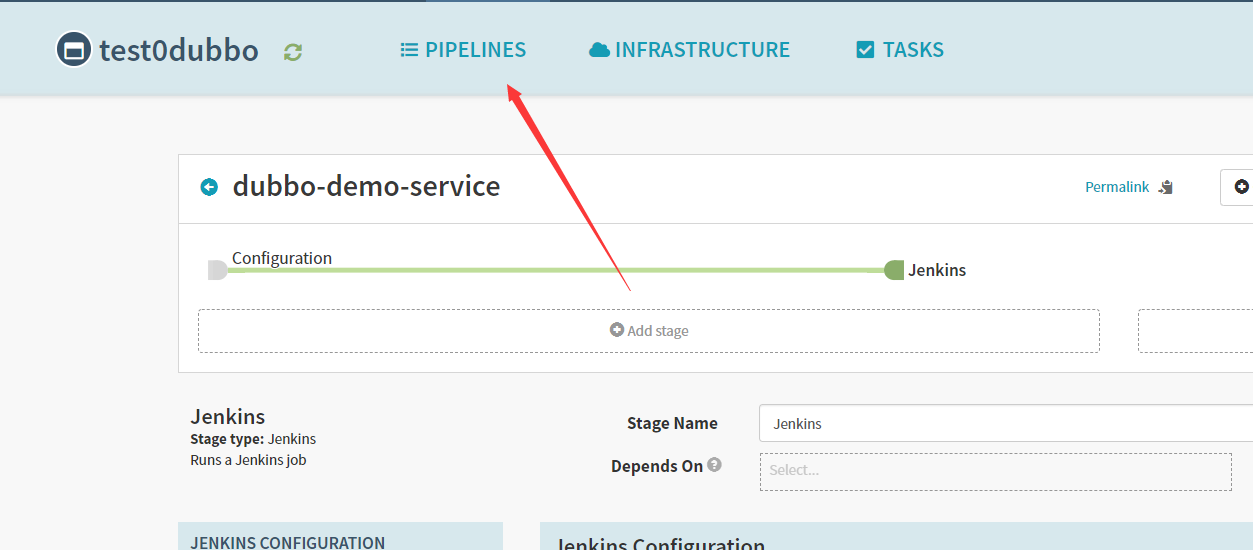 test0dubbo PIPELINES INFRASTRUCTURE TASKS
dubbo-demo-service Permalink
Configuration
Jenkins
Add stage
Jenkins
Stage type: Jenkins
Runs a Jenkins job
Stage Name Jenkins
Depends On Select...
JENKINS CONFIGURATION
Jenkins Configuration